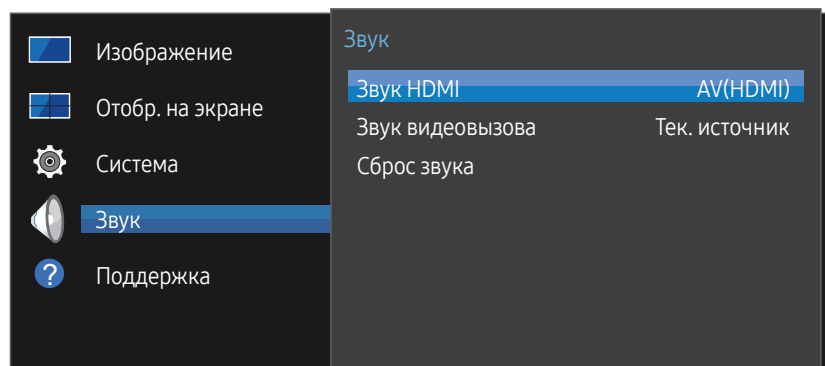 Изображение
Отобр. на экране
Система
Звук
Поддержка
Звук
Звук HDMI AV(HDMI)
Звук видеовызова Тек. источник
Сброс звука